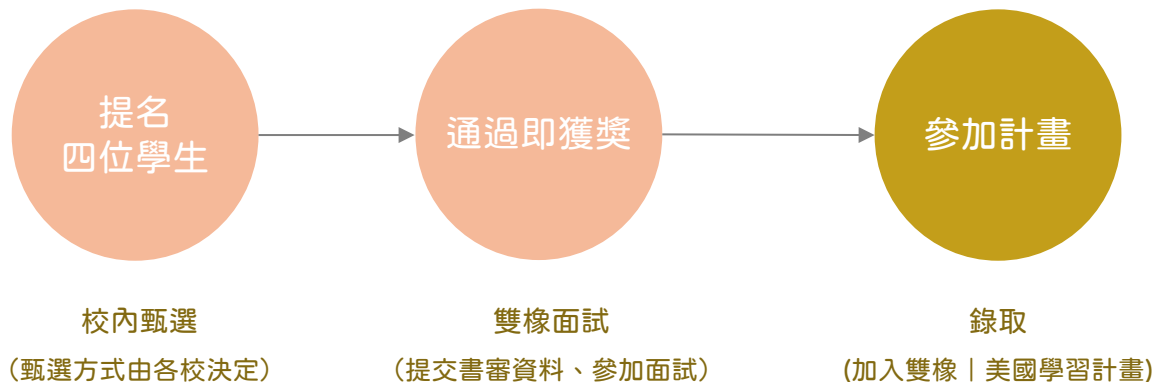 提名
四位學生
通過即獲獎
參加計畫
校內甄選
雙橡面試
錄取
(甄選方式由各校決定)
(提交書審資料、參加面試)
(加入雙橡|美國學習計畫)